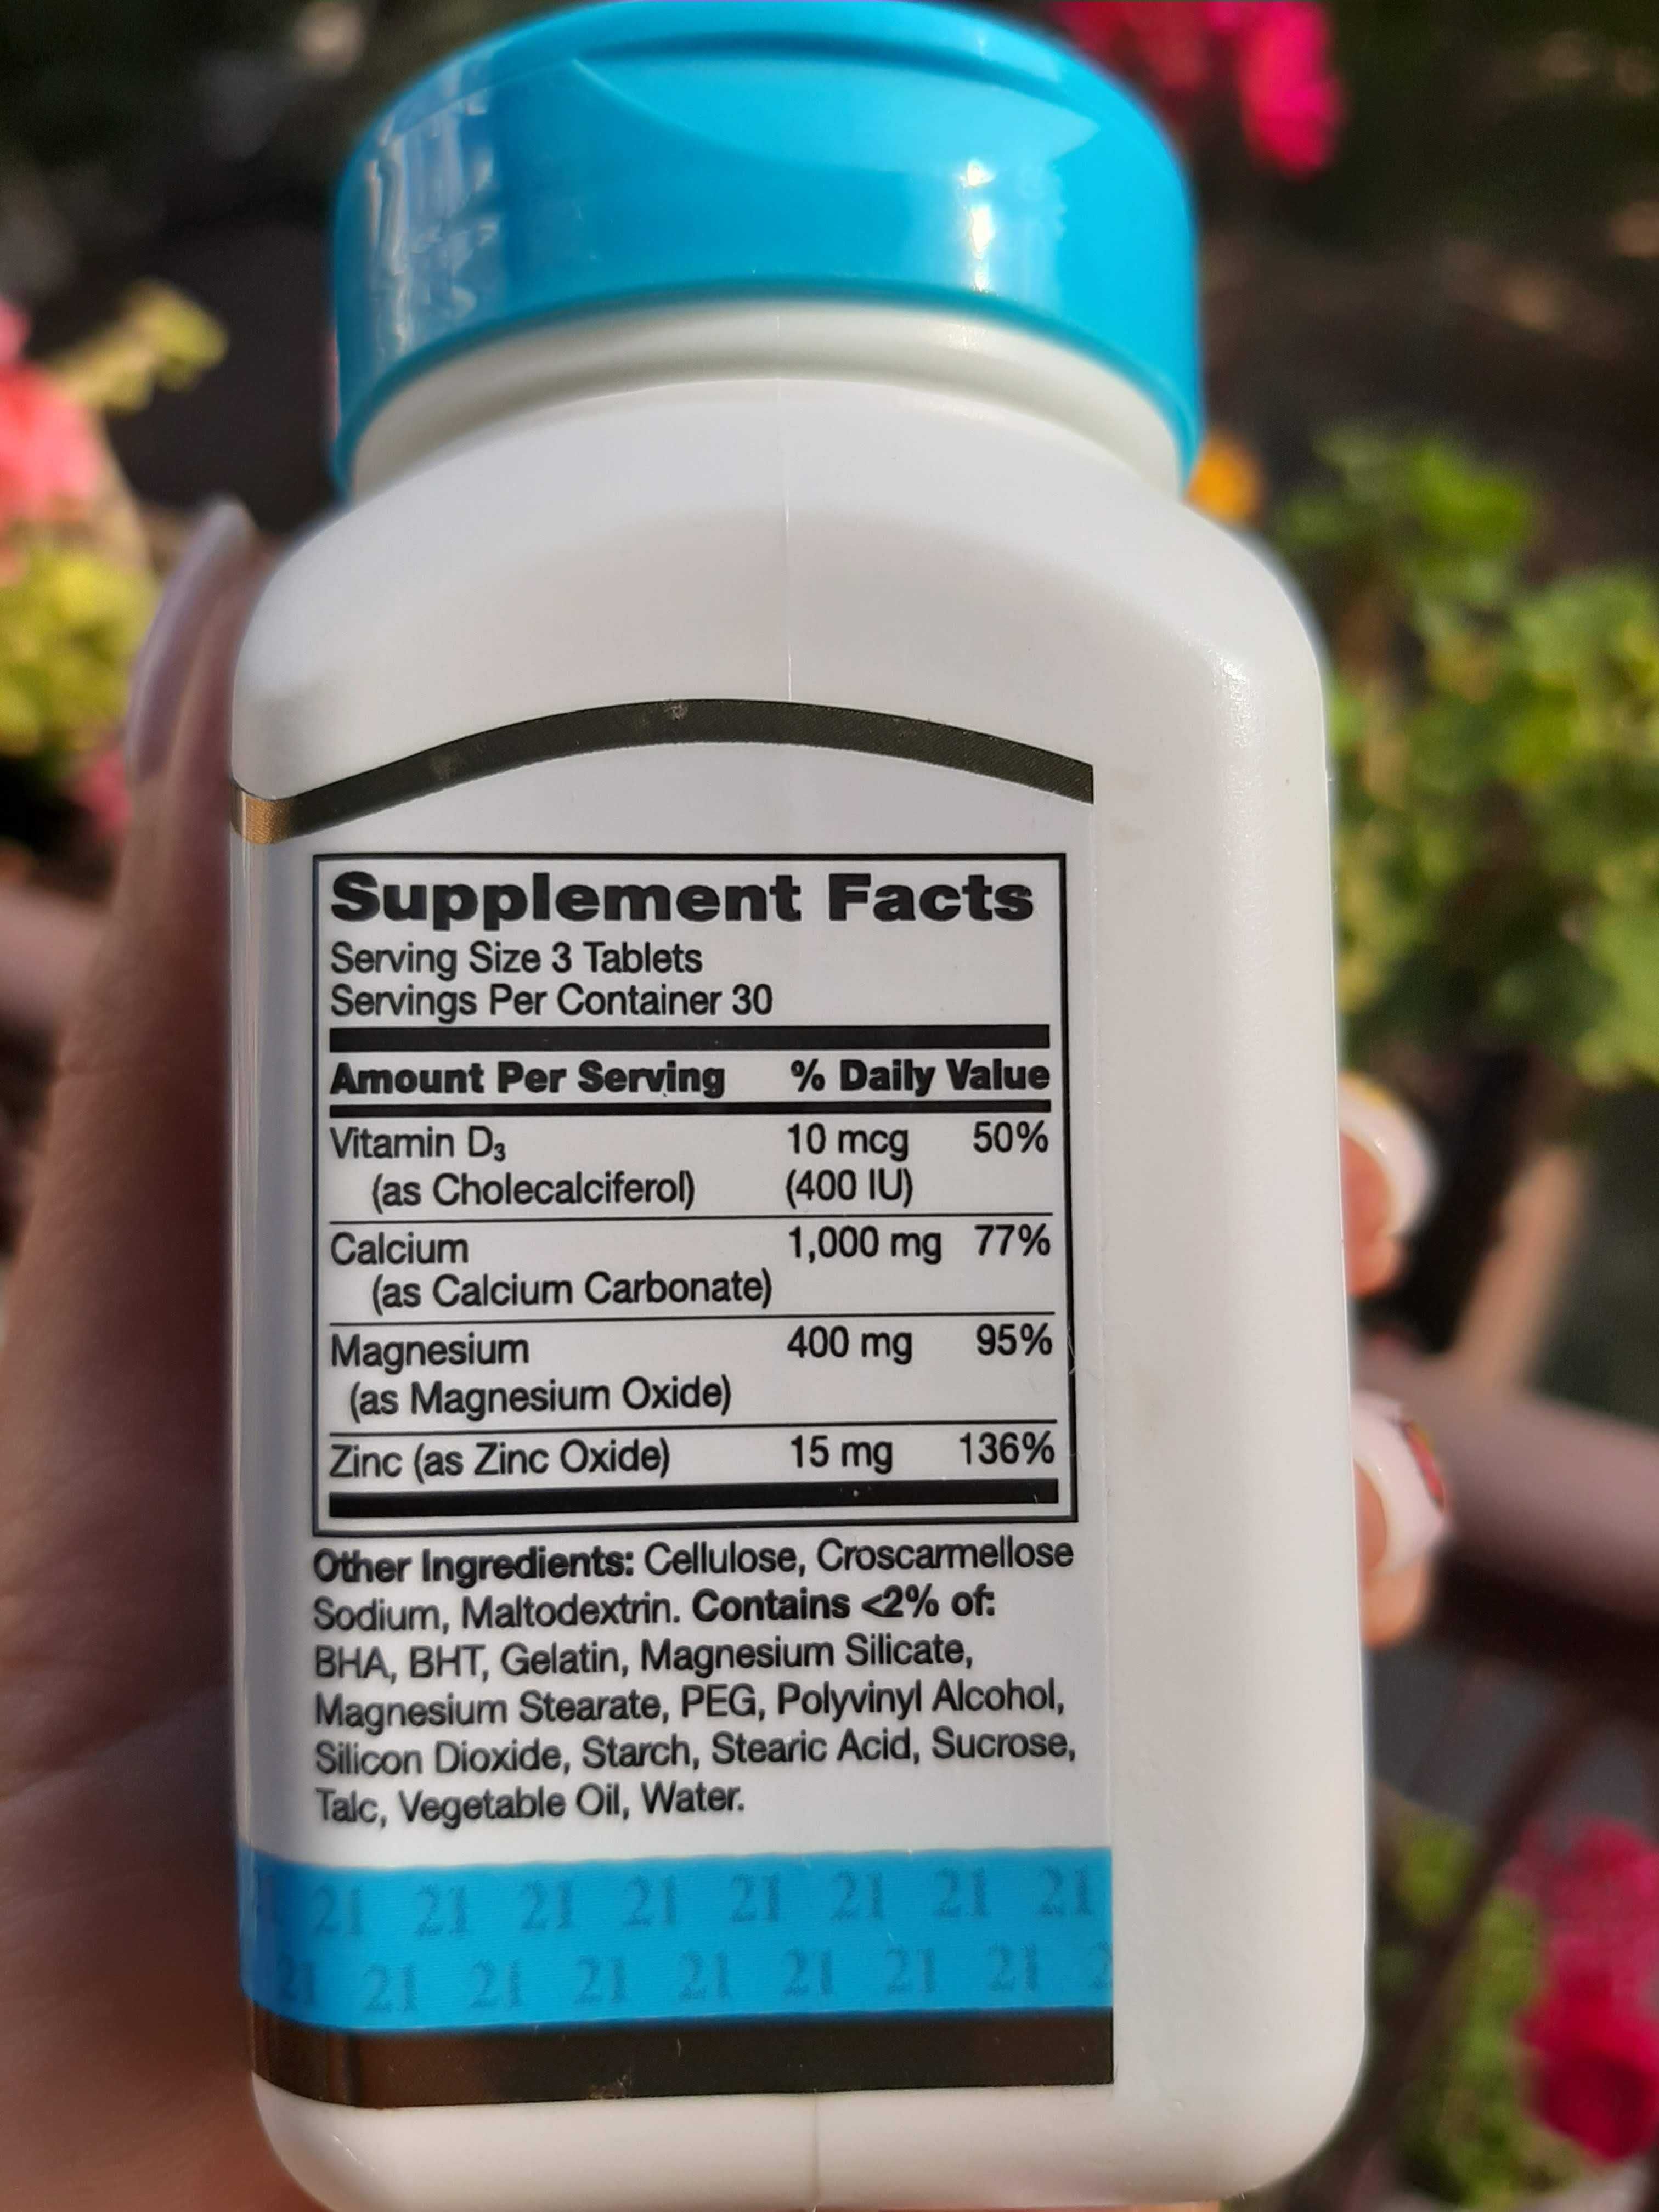 Supplement Facts
Serving Size 3 Tablets
Servings Per Container 30
Amount Per Serving % Daily Value
Vitamin D₃ 10 mcg 50%
(as Cholecalciferol) (400 IU)
Calcium 1,000 mg 77%
(as Calcium Carbonate)
Magnesium 400 mg 95%
(as Magnesium Oxide)
Zinc (as Zinc Oxide) 15 mg 136%
Other Ingredients: Cellulose, Croscarmellose
Sodium, Maltodextrin. Contains <2% of:
BHA, BHT, Gelatin, Magnesium Silicate,
Magnesium Stearate, PEG, Polyvinyl Alcohol,
Silicon Dioxide, Starch, Stearic Acid, Sucrose,
Talc, Vegetable Oil, Water.
21 21 21 21 21 21 21 21
21 21 21 21 21 21 21 21